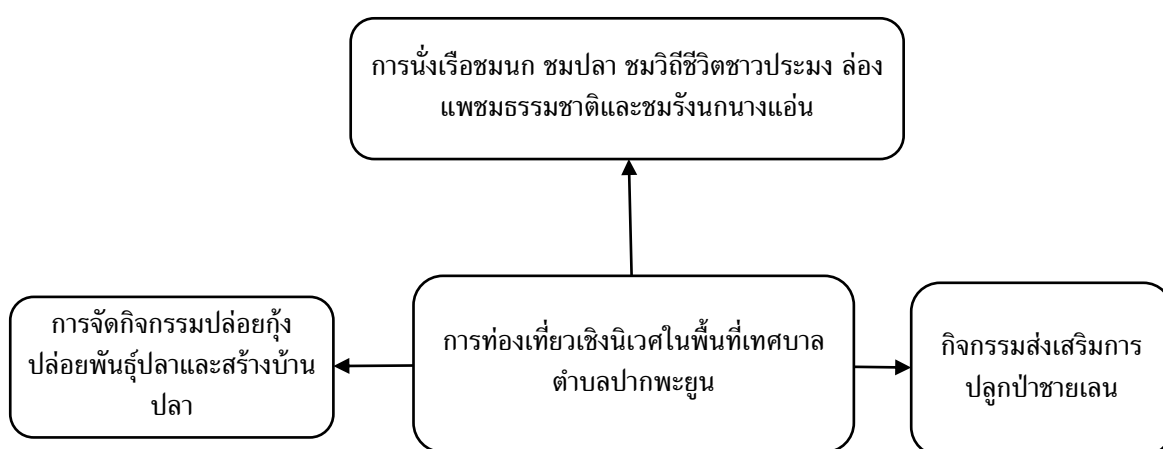 การนั่งเรือชมนก ชมปลา ชมวิถีชีวิตชาวประมง ล่อง
แพชมธรรมชาติและชมรังนกนางแอ่น
การจัดกิจกรรมปล่อยกุ้ง
ปล่อยพันธุ์ปลาและสร้างบ้าน
ปลา
การท่องเที่ยวเชิงนิเวศในพื้นที่เทศบาล
ตำบลปากพะยูน
กิจกรรมส่งเสริมการ
ปลูกป่าชายเลน